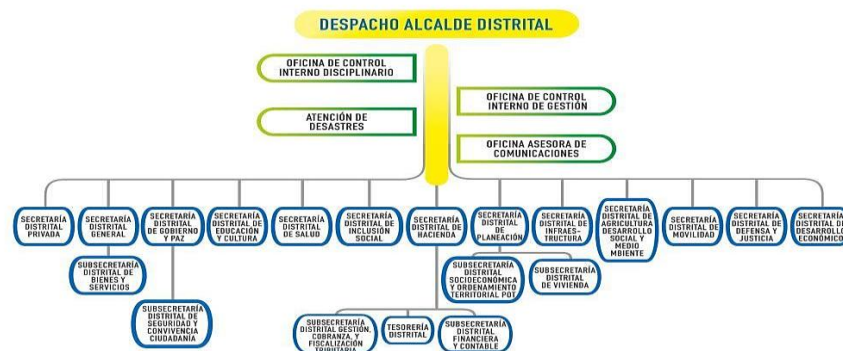 DESPACHO ALCALDE DISTRITAL
OFICINA DE CONTROL
INTERNO DISCIPLINARIO
OFICINA DE CONTROL
INTERNO DE GESTIÓN
ATENCIÓN DE
DESASTRES
OFICINA ASESORA DE
COMUNICACIONES
SECRETARÍA
DISTRITAL
PRIVADA
SECRETARÍA
DISTRITAL
GENERAL
SECRETARÍA
DISTRITAL
DE GOBIERNO
Y PAZ
SECRETARÍA
DISTRITAL DE
EDUCACIÓN
Y CULTURA
SECRETARÍA
DISTRITAL
DE SALUD
SECRETARÍA
DISTRITAL DE
INCLUSIÓN
SOCIAL
SECRETARÍA
DISTRITAL
DE
HACIENDA
SECRETARÍA
DISTRITAL
DE
PLANEACIÓN
SECRETARÍA
DISTRITAL DE
INFRAES-
TRUCTURA
SECRETARÍA
DISTRITAL DE
AGRICULTURA
DESARROLLO
SOCIAL Y
MEDIO
MBIENTE
SECRETARÍA
DISTRITAL DE
MOVILIDAD
SECRETARÍA
DISTRITAL DE
DEFENSA Y
JUSTICIA
SECRETARÍA
DISTRITAL DE
DESARROLLO
ECONÓMICO
SUBSECRETARÍA
DISTRITAL DE
BIENES Y
SERVICIOS
SUBSECRETARÍA
DISTRITAL
SOCIOECONÓMICA
Y ORDENAMIENTO
TERRITORIAL POT
SUBSECRETARÍA
DISTRITAL
DE VIVIENDA
SUBSECRETARÍA
DISTRITAL DE
SEGURIDAD Y
CONVIVENCIA
CIUDADANÍA
SUBSECRETARÍA
DISTRITAL GESTIÓN,
COBRANZA, Y
FISCALIZACIÓN
TRIBUTARIA
TESORERÍA
DISTRITAL
SUBSECRETARÍA
DISTRITAL
FINANCIERA
Y CONTABLE